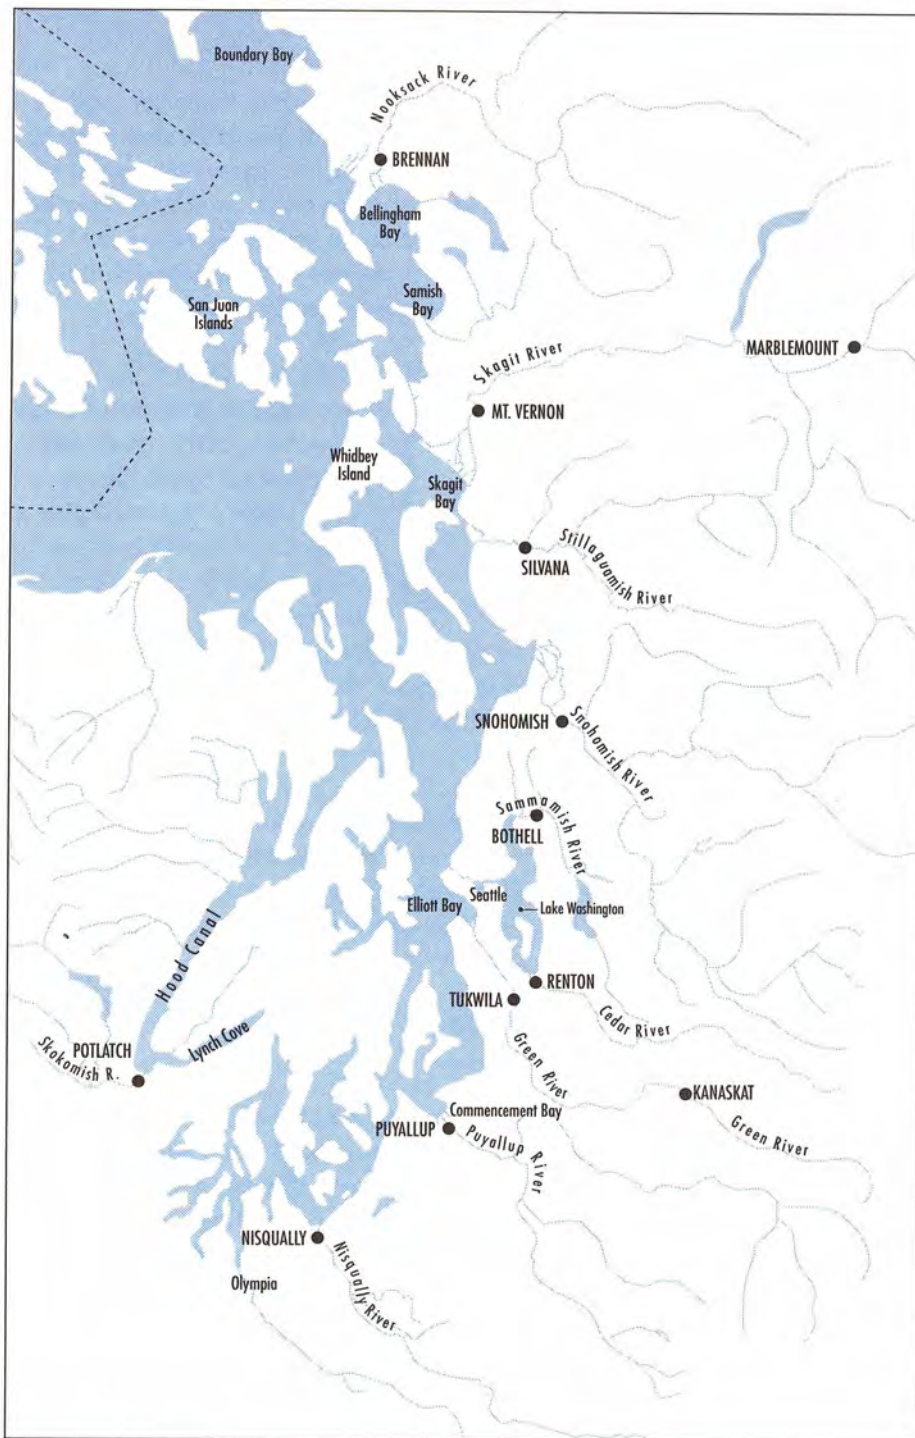 Boundary Bay
Nooksack River
BRENNAN
Bellingham
Bay
San Juan
Islands
Samish
Bay
MARBLEMOUNT
Skagit River
MT. VERNON
Whidbey
Island
Skagit
Bay
Stillaguamish River
SILVANA
SNOHOMISH
Snohomish River
Sammamish River
BOTHELL
Seattle
Elliott Bay
Lake Washington
Hood Canal
RENTON
TUKWILA
Cedar River
Lynch Cove
POTLATCH
Skokomish R.
Green River
KANASKAT
Green River
Commencement Bay
PUYALLUP
Puyallup River
NISQUALLY
Nisqually River
Olympia